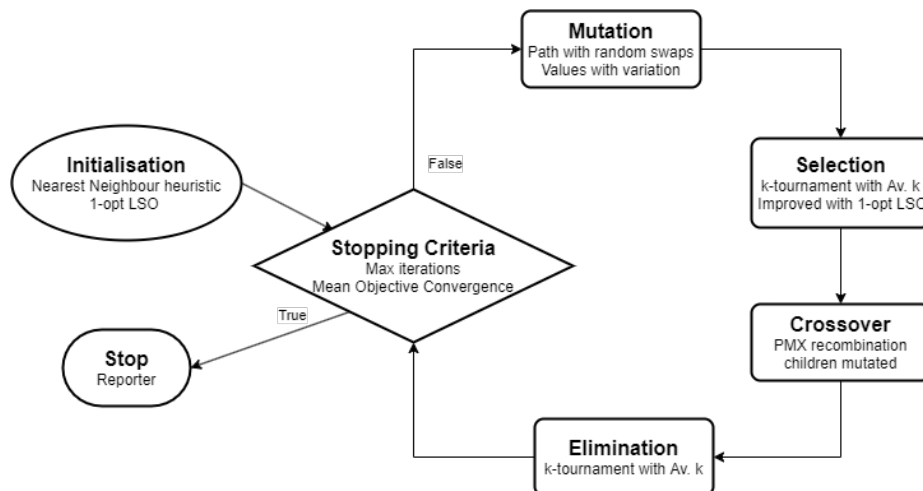 Mutation
Path with random swaps
Values with variation
False
Initialisation
Nearest Neighbour heuristic
1-opt LSO
Selection
k-tournament with Av. k
Improved with 1-opt LSO
Stopping Criteria
Max iterations
Mean Objective Convergence
True
Stop
Reporter
Crossover
PMX recombination
children mutated
Elimination
k-tournament with Av. k